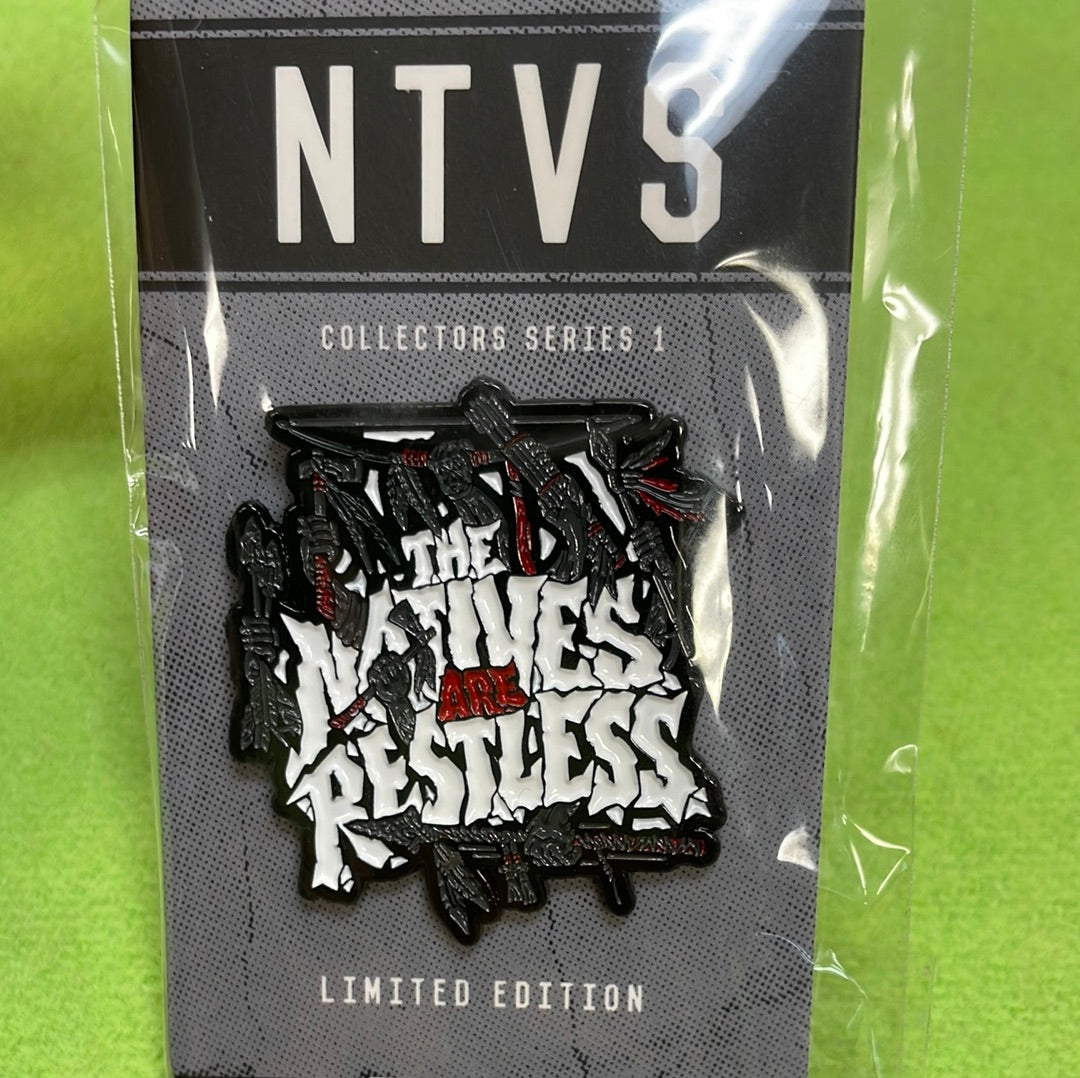 NTVS
COLLECTORS SERIES 1
THE
NATIVES
ARE
RESTLESS
LIMITED EDITION